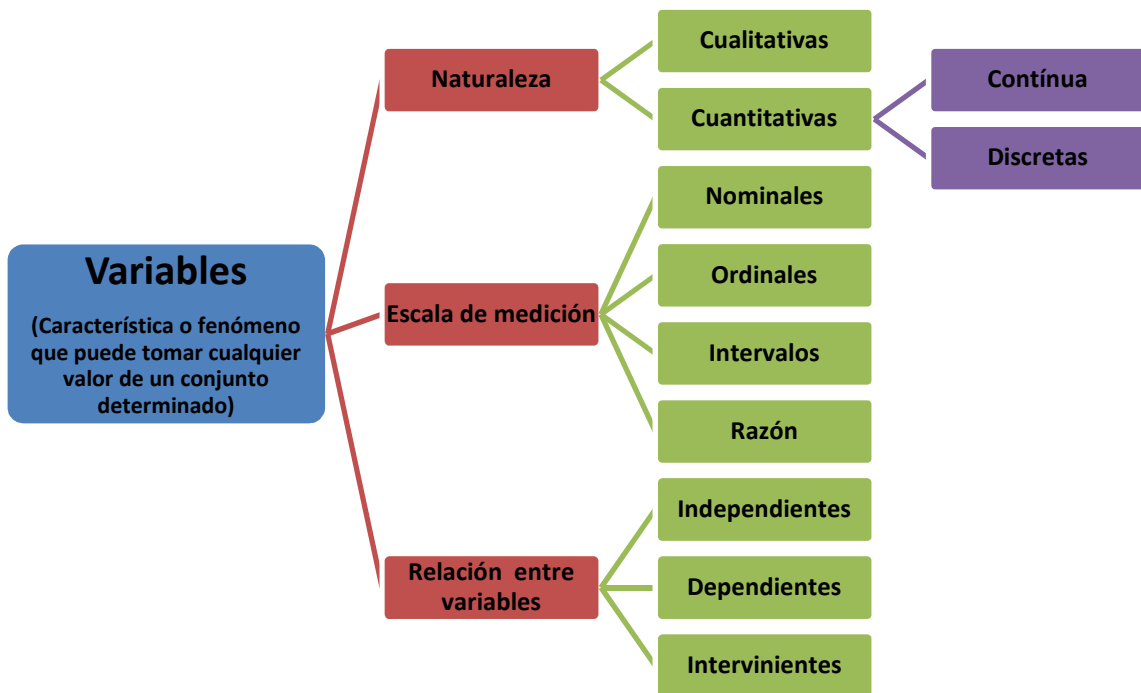 Variables
(Característica o fenómeno
que puede tomar cualquier
valor de un conjunto
determinado)
Naturaleza
Cualitativas
Cuantitativas
Contínua
Discretas
Escala de medición
Nominales
Ordinales
Intervalos
Razón
Relación entre
variables
Independientes
Dependientes
Intervinientes